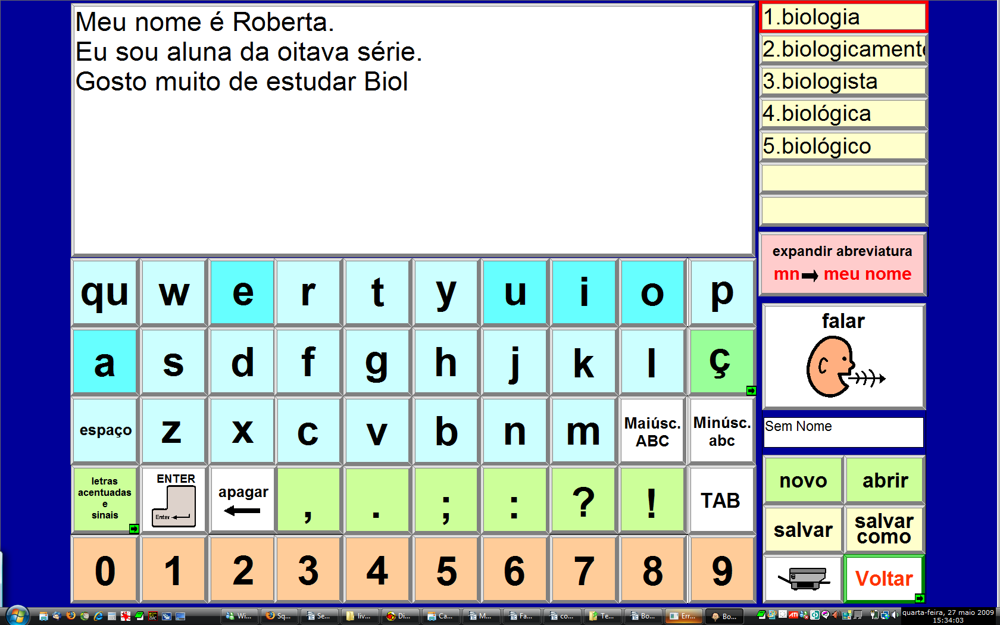 Meu nome é Roberta.
Eu sou aluna da oitava série.
Gosto muito de estudar Biol
1.biologia
2.biologicamente
3.biologista
4.biológica
5.biológico
expandir abreviatura
mn meu nome
falar
Sem Nome
qu w e r t y u i o p
a s d f g h j k l ç
espaço z x c v b n m Maiúsc. ABC Minúsc. abc
letras
acentuadas
e
sinais
ENTER
Enter
apagar
, . ; : ? !
TAB
0 1 2 3 4 5 6 7 8 9
novo abrir
salvar salvar como
Voltar
Wi... Sq... Se... liv... Di... Ca... M... Fa... co... Te... Bo... Err... Bo...
quarta-feira, 27 maio 2009
15:34:03